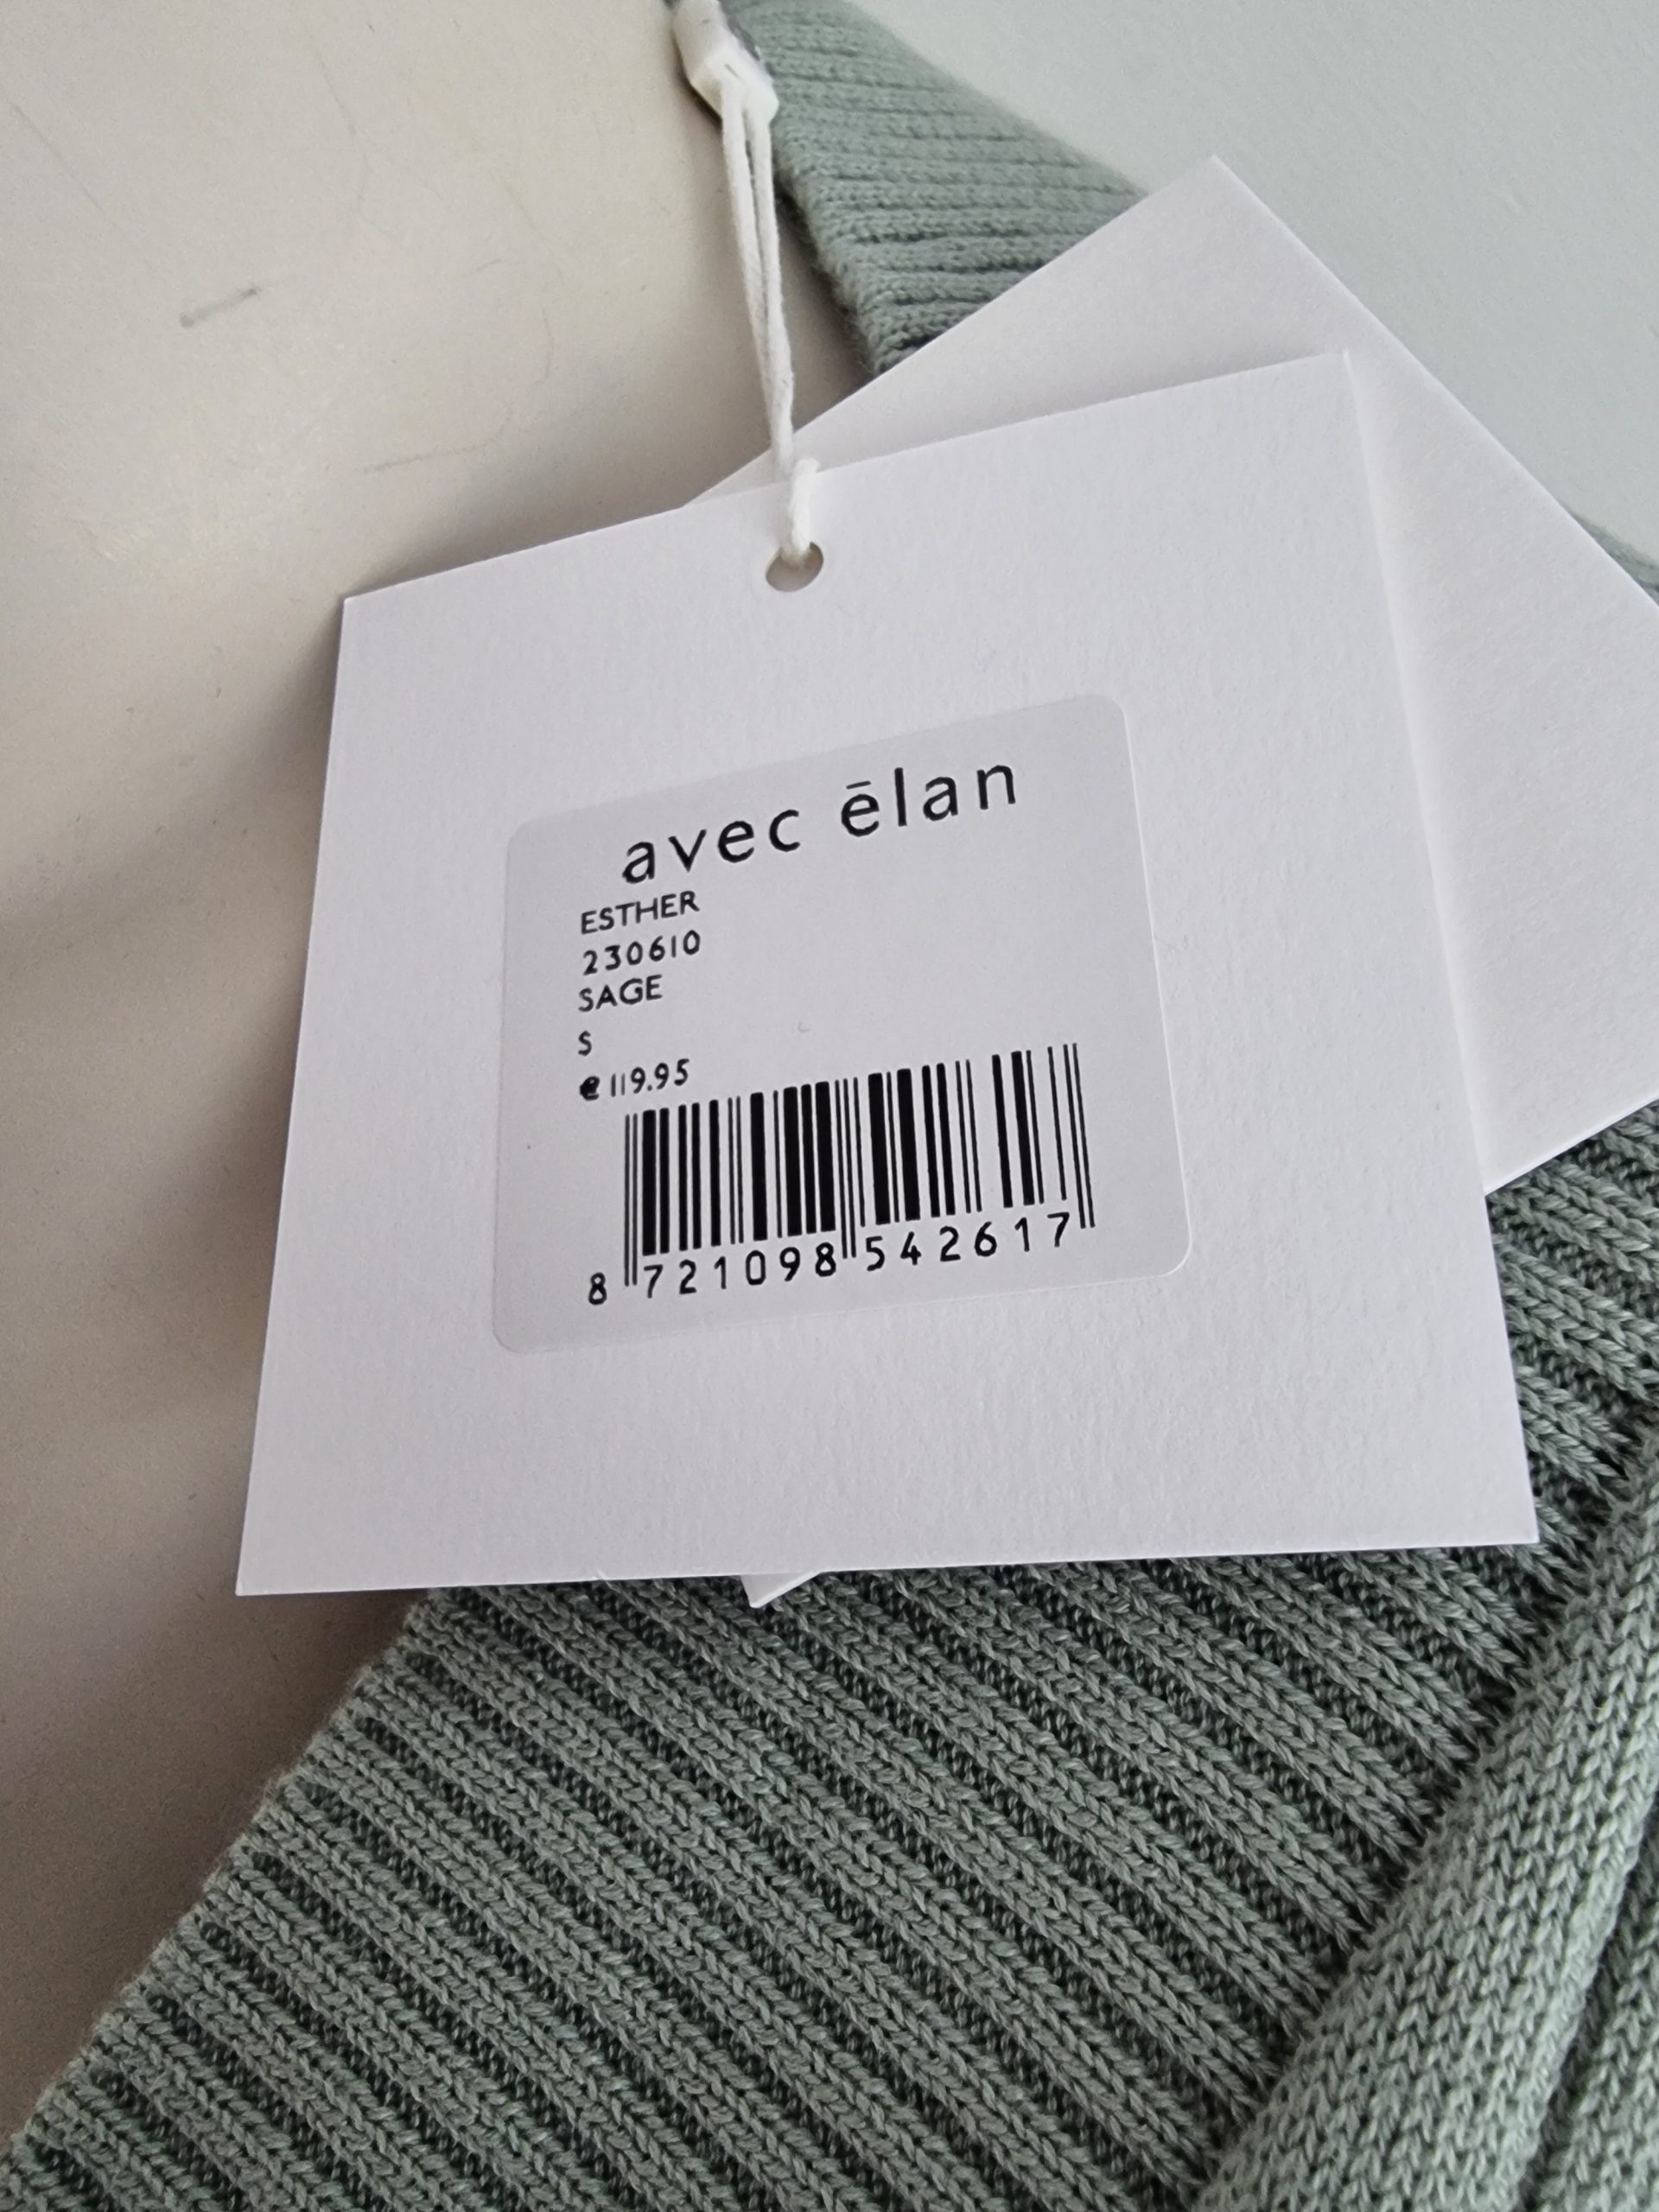 avec ēlan
ESTHER
230610
SAGE
S
€ 119.95
8 721098 542617